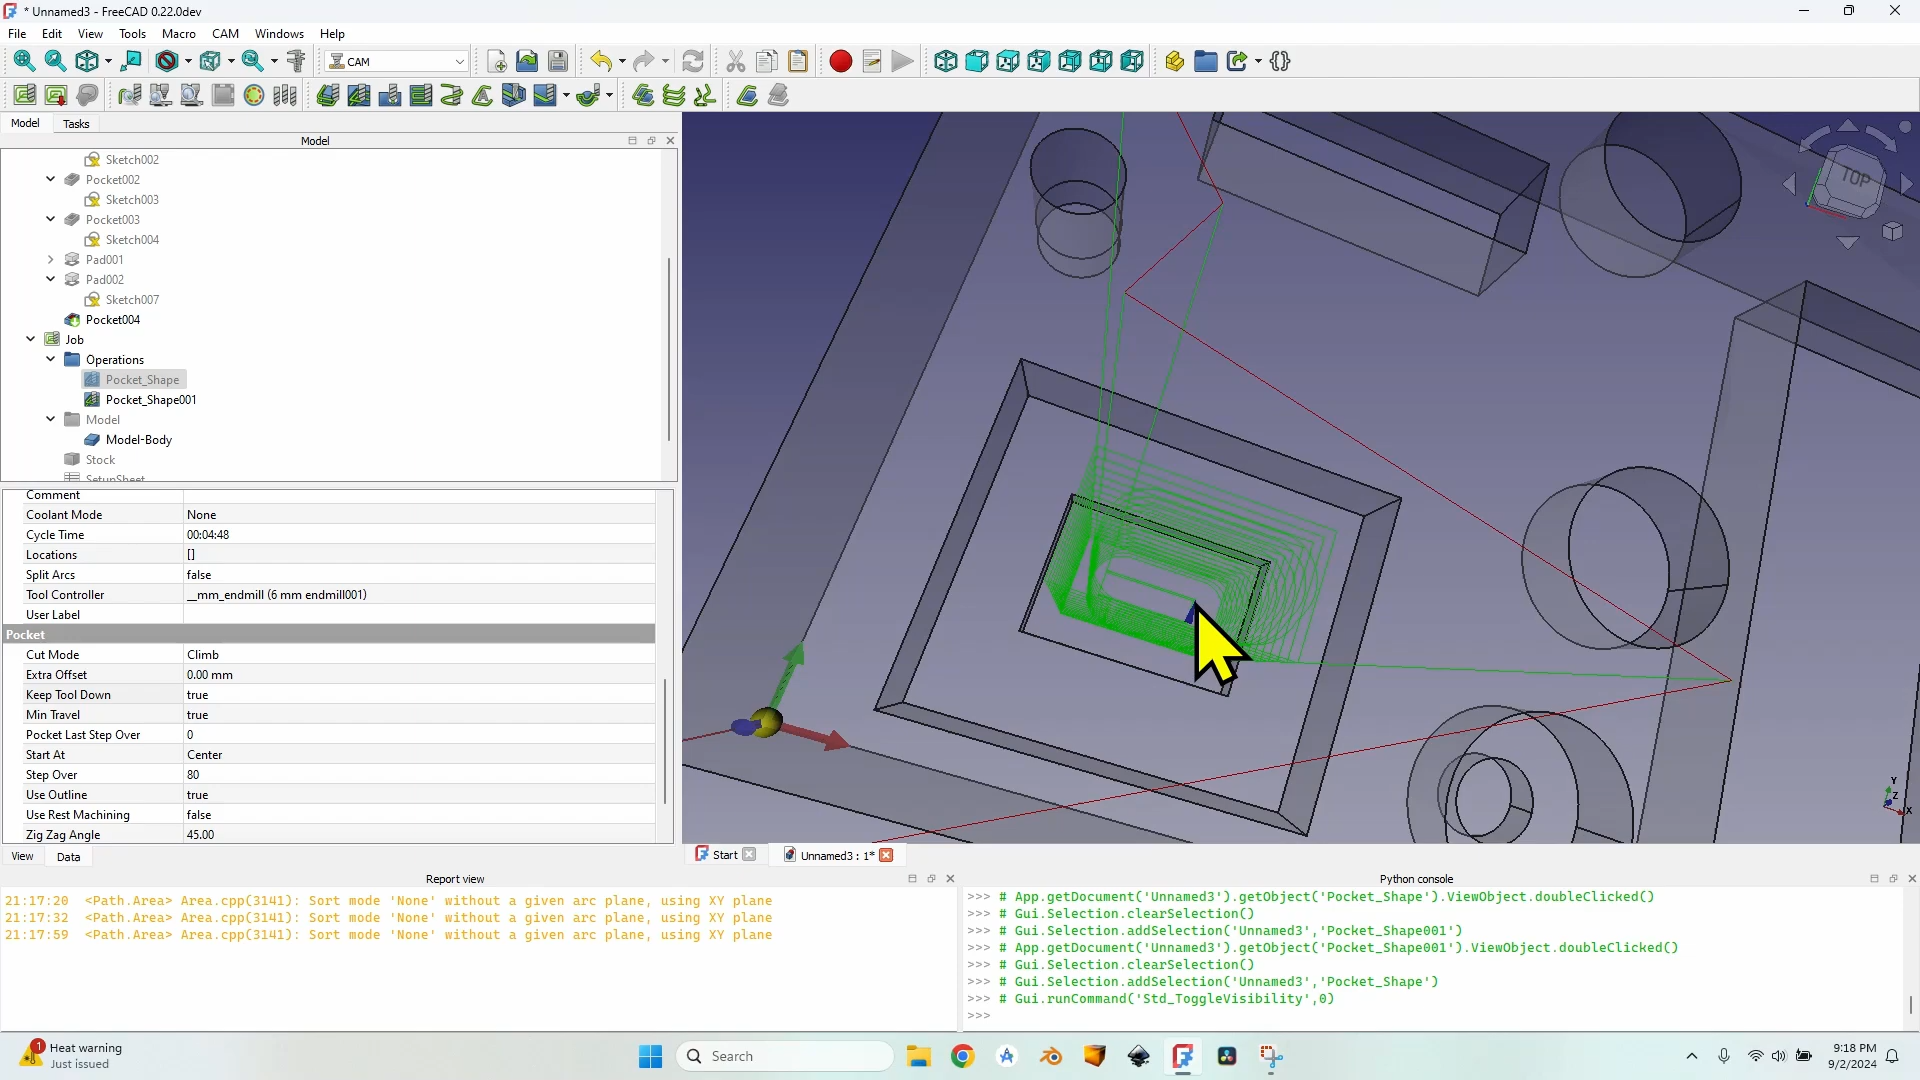 * Unnamed3 - FreeCAD 0.22.0dev
File Edit View Tools Macro CAM Windows Help
CAM
Model Tasks
Model
Sketch002
Pocket002
Sketch003
Pocket003
Sketch004
Pad001
Pad002
Sketch007
Pocket004
Job
Operations
Pocket_Shape
Pocket_Shape001
Model
Model-Body
Stock
SetupSheet
Comment
Coolant Mode None
Cycle Time 00:04:48
Locations []
Split Arcs false
Tool Controller __mm_endmill (6 mm endmill001)
User Label
Pocket
Cut Mode Climb
Extra Offset 0.00 mm
Keep Tool Down true
Min Travel true
Pocket Last Step Over 0
Start At Center
Step Over 80
Use Outline true
Use Rest Machining false
Zig Zag Angle 45.00
View Data
TOP
Y
Z
X
Start Unnamed3 : 1*
Report view
21:17:20 <Path.Area> Area.cpp(3141): Sort mode 'None' without a given arc plane, using XY plane
21:17:32 <Path.Area> Area.cpp(3141): Sort mode 'None' without a given arc plane, using XY plane
21:17:59 <Path.Area> Area.cpp(3141): Sort mode 'None' without a given arc plane, using XY plane
Python console
>>> # App.getDocument('Unnamed3').getObject('Pocket_Shape').ViewObject.doubleClicked()
>>> # Gui.Selection.clearSelection()
>>> # Gui.Selection.addSelection('Unnamed3','Pocket_Shape001')
>>> # App.getDocument('Unnamed3').getObject('Pocket_Shape001').ViewObject.doubleClicked()
>>> # Gui.Selection.clearSelection()
>>> # Gui.Selection.addSelection('Unnamed3','Pocket_Shape')
>>> # Gui.runCommand('Std_ToggleVisibility',0)
>>>
1
Heat warning
Just issued
Search
9:18 PM
9/2/2024